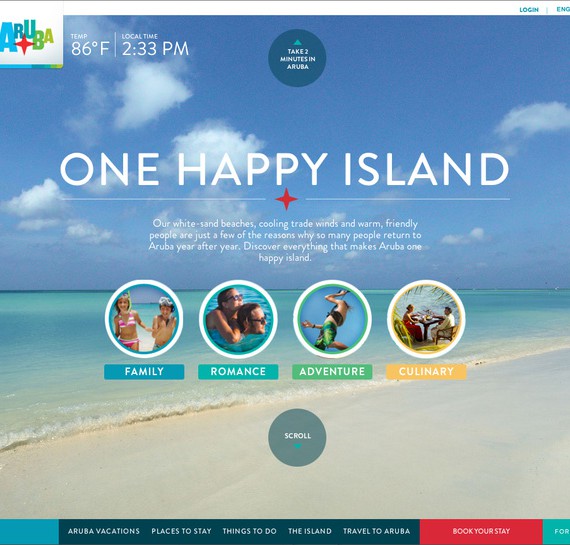 LOGIN | ENG
ARUBA
TEMP
86°F
LOCAL TIME
2:33 PM
TAKE 2
MINUTES IN
ARUBA
ONE HAPPY ISLAND
Our white-sand beaches, cooling trade winds and warm, friendly
people are just a few of the reasons why so many people return to
Aruba year after year. Discover everything that makes Aruba one
happy island.
FAMILY
ROMANCE
ADVENTURE
CULINARY
SCROLL
ARUBA VACATIONS
PLACES TO STAY
THINGS TO DO
THE ISLAND
TRAVEL TO ARUBA
BOOK YOUR STAY
FOR